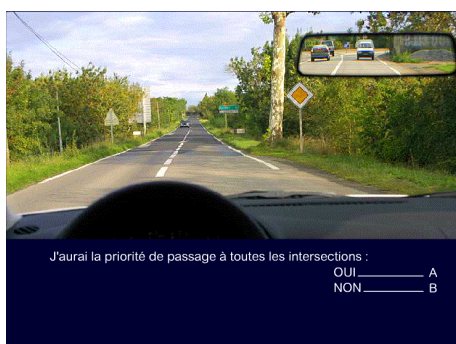 J'aurai la priorité de passage à toutes les intersections :
OUI A
NON B